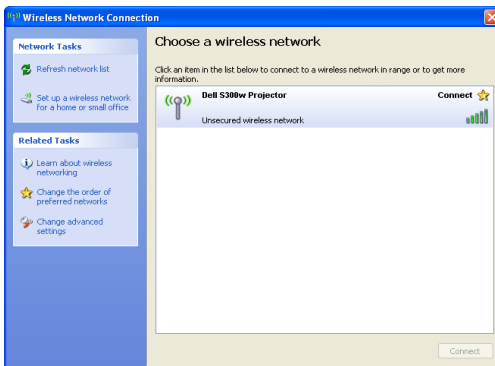 Wireless Network Connection
Network Tasks
Refresh network list
Set up a wireless network
for a home or small office
Related Tasks
Learn about wireless
networking
Change the order of
preferred networks
Change advanced
settings
Choose a wireless network
Click an item in the list below to connect to a wireless network in range or to get more
information.
Dell S300w Projector
Connect
Unsecured wireless network
Connect